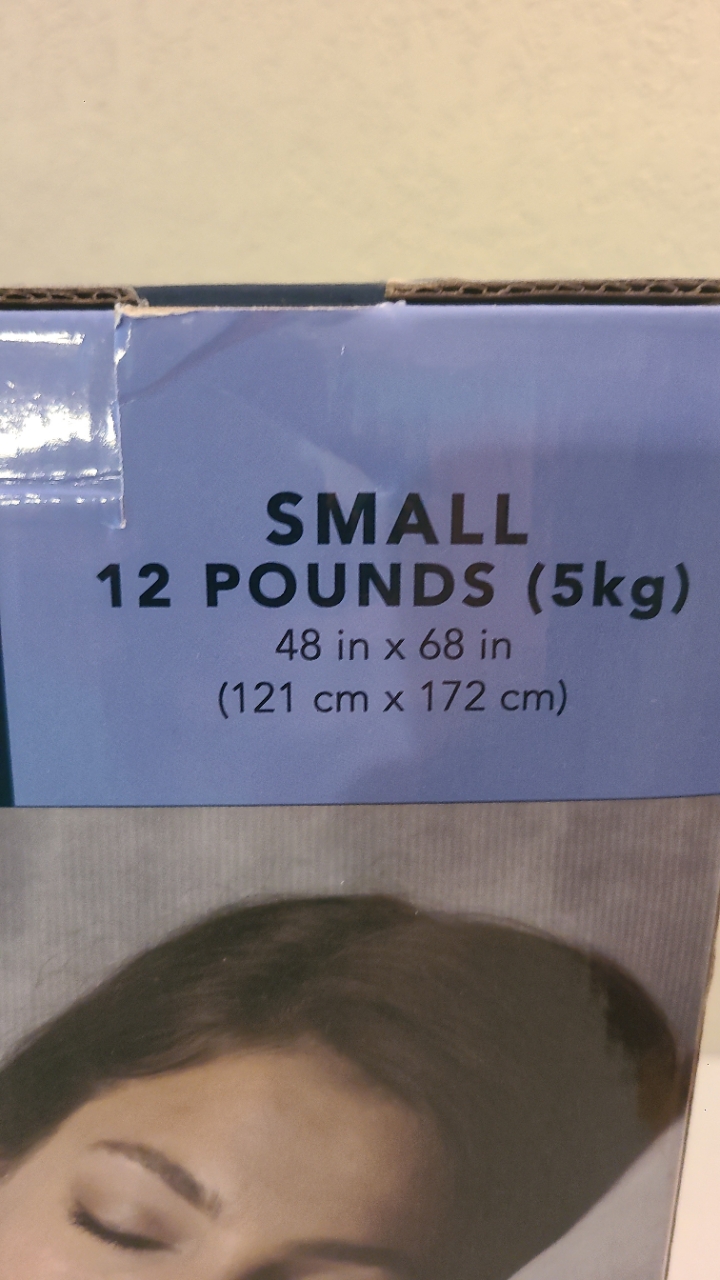 SMALL
12 POUNDS (5kg)
48 in x 68 in
(121 cm x 172 cm)